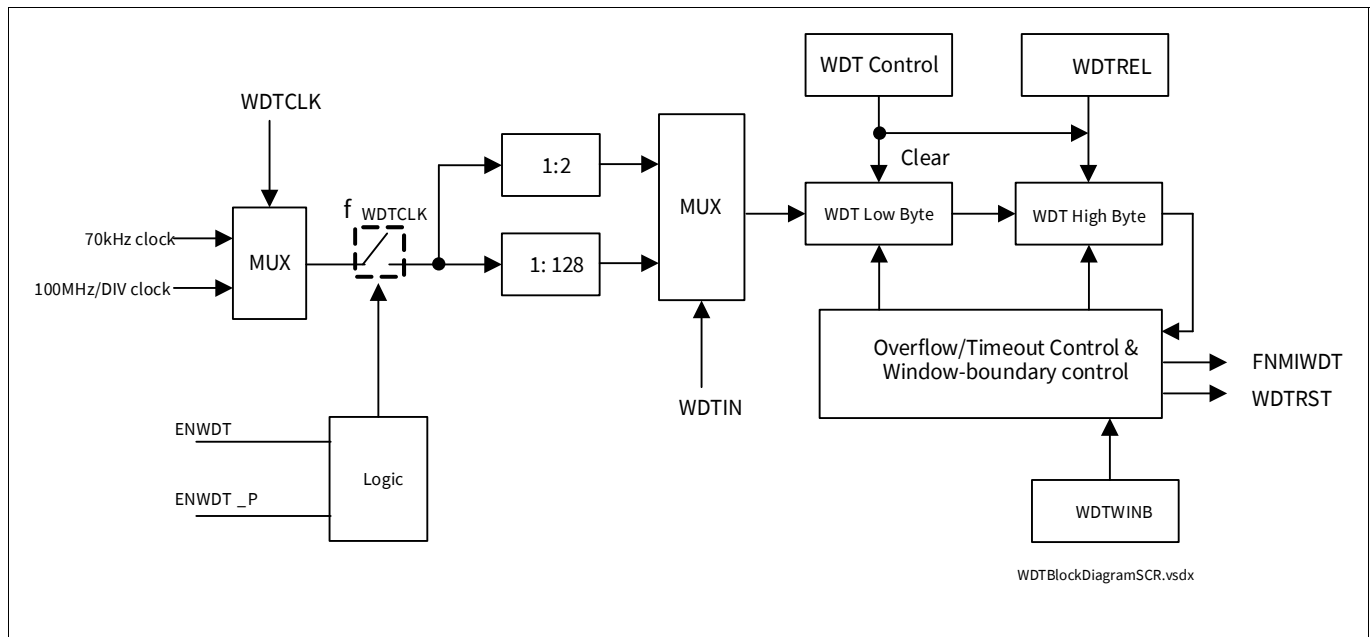 WDT Control
WDTREL
WDTCLK
Clear
1:2
f WDTCLK
MUX
WDT Low Byte
WDT High Byte
70kHz clock
MUX
1: 128
100MHz/DIV clock
Overflow/Timeout Control &
Window-boundary control
FNMIWDT
WDTRST
WDTIN
ENWDT
Logic
ENWDT _P
WDTWINB
WDTBlockDiagramSCR.vsdx